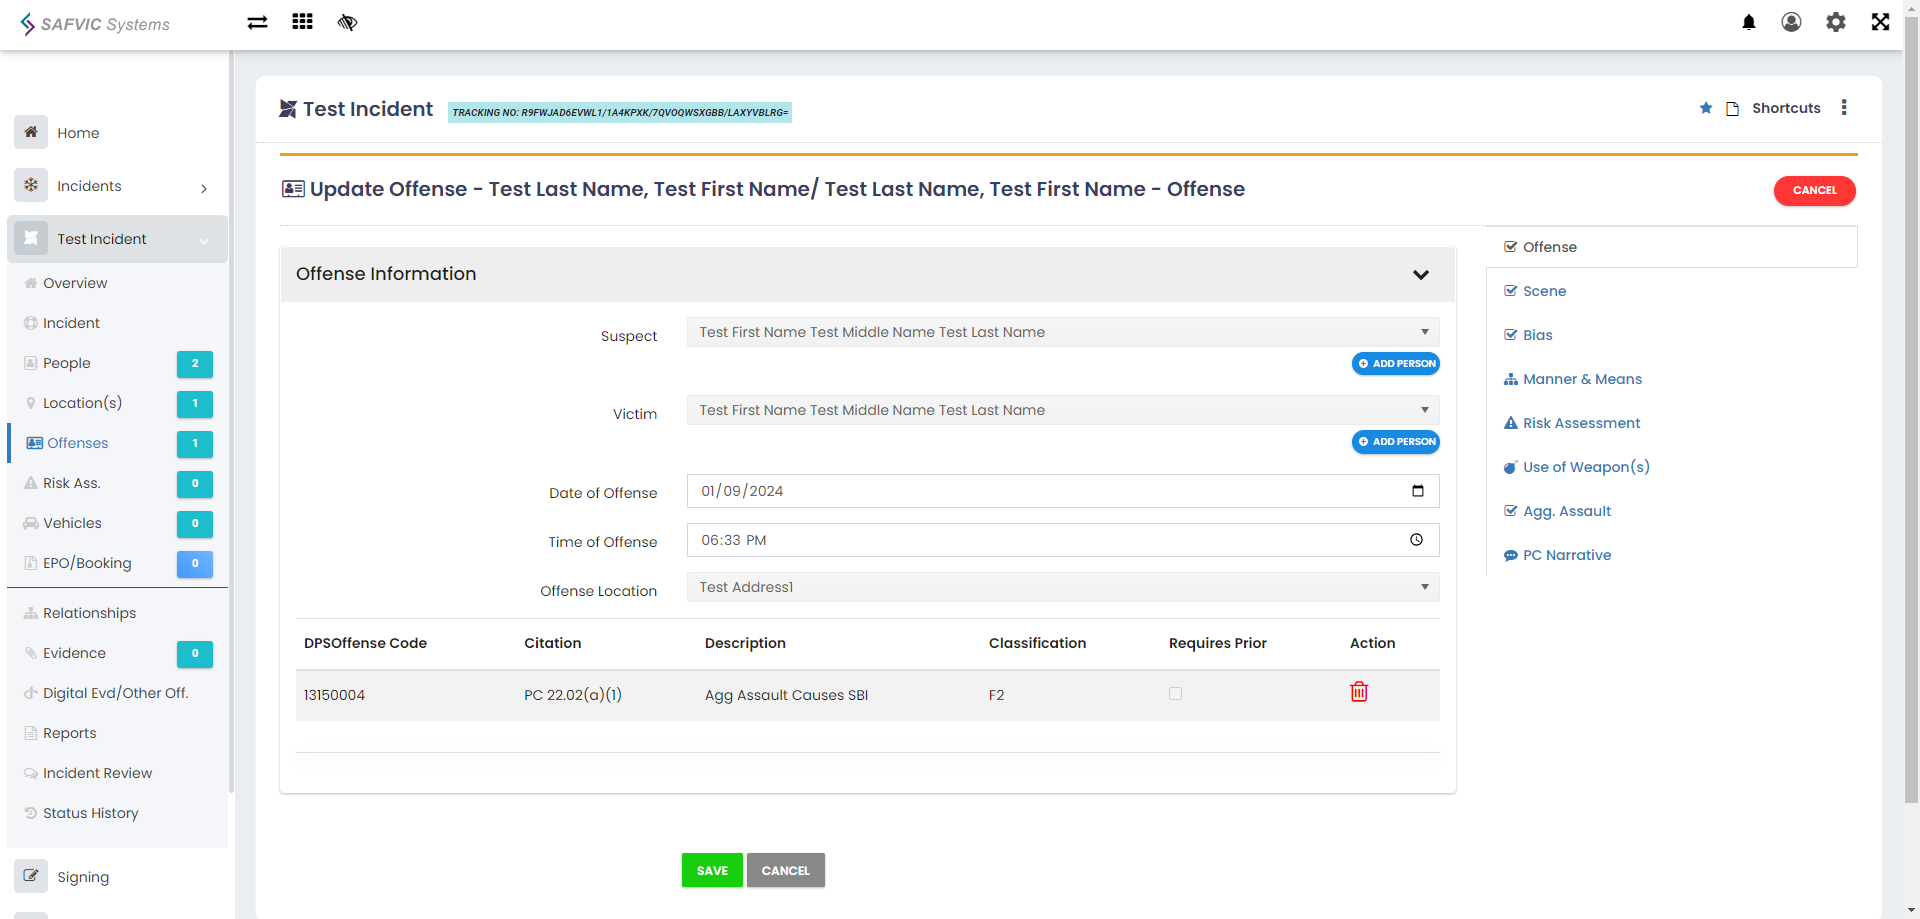 SAFVIC Systems
Home
Incidents
Test Incident
Overview
Incident
People 2
Location(s) 1
Offenses 1
Risk Ass. 0
Vehicles 0
EPO/Booking 0
Relationships
Evidence 0
Digital Evd/Other Off.
Reports
Incident Review
Status History
Signing
Test Incident TRACKING NO: R9FWJAD6EVWL1/1A4KPXK/7QVOQWSXGBB/LAXYVBLRG=
Shortcuts
Update Offense - Test Last Name, Test First Name/ Test Last Name, Test First Name - Offense
CANCEL
Offense Information
Suspect Test First Name Test Middle Name Test Last Name
ADD PERSON
Victim Test First Name Test Middle Name Test Last Name
ADD PERSON
Date of Offense 01/09/2024
Time of Offense 06:33 PM
Offense Location Test Address1
DPSOffense Code Citation Description Classification Requires Prior Action
13150004 PC 22.02(a)(1) Agg Assault Causes SBI F2
SAVE CANCEL
Offense
Scene
Bias
Manner & Means
Risk Assessment
Use of Weapon(s)
Agg. Assault
PC Narrative